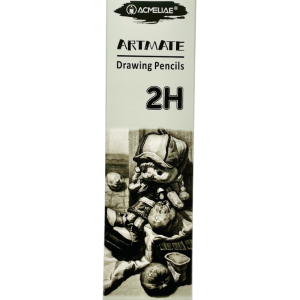 ACMELIAE®
ARTMATE
Drawing Pencils
2H